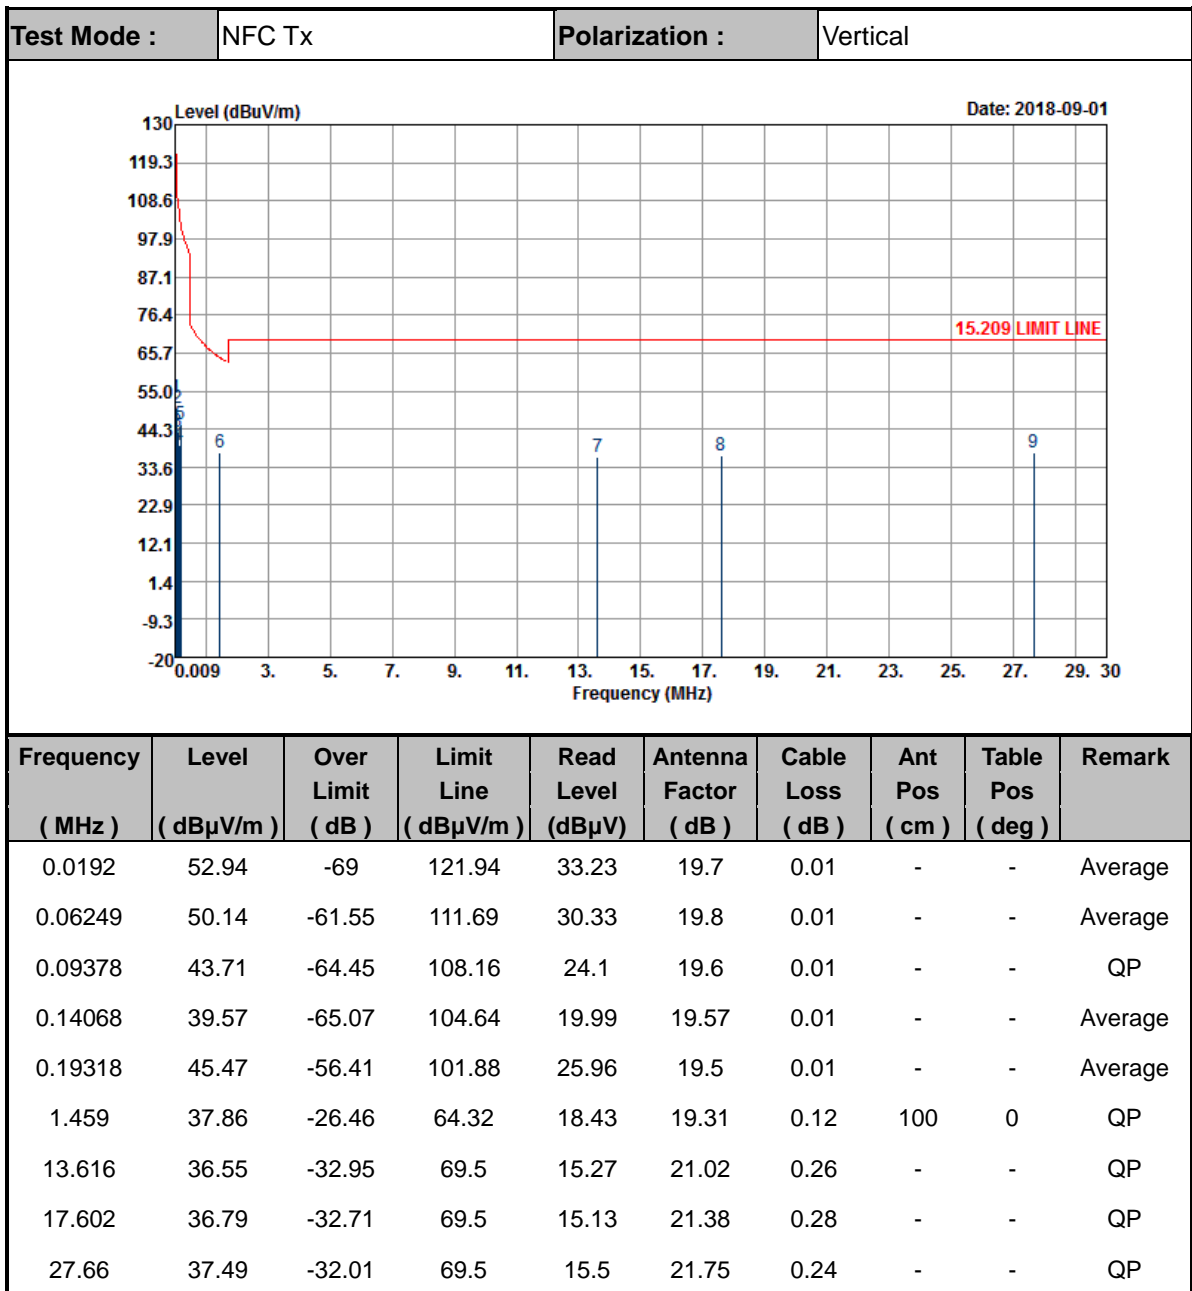 Test Mode : NFC Tx Polarization : Vertical
Level (dBuV/m) Date: 2018-09-01
130
119.3
108.6
97.9
87.1
76.4
15.209 LIMIT LINE
65.7
55.0
44.3
33.6
22.9
12.1
1.4
-9.3
-20
5
6 7 8 9
0.009 3. 5. 7. 9. 11. 13. 15. 17. 19. 21. 23. 25. 27. 29. 30
Frequency (MHz)
Frequency Level Over Limit Read Antenna Cable Ant Table Remark
Limit Line Level Factor Loss Pos Pos
( MHz ) ( dBµV/m ) ( dB ) ( dBµV/m ) (dBµV) ( dB ) ( dB ) ( cm ) ( deg )
0.0192 52.94 -69 121.94 33.23 19.7 0.01 - - Average
0.06249 50.14 -61.55 111.69 30.33 19.8 0.01 - - Average
0.09378 43.71 -64.45 108.16 24.1 19.6 0.01 - - QP
0.14068 39.57 -65.07 104.64 19.99 19.57 0.01 - - Average
0.19318 45.47 -56.41 101.88 25.96 19.5 0.01 - - Average
1.459 37.86 -26.46 64.32 18.43 19.31 0.12 100 0 QP
13.616 36.55 -32.95 69.5 15.27 21.02 0.26 - - QP
17.602 36.79 -32.71 69.5 15.13 21.38 0.28 - - QP
27.66 37.49 -32.01 69.5 15.5 21.75 0.24 - - QP